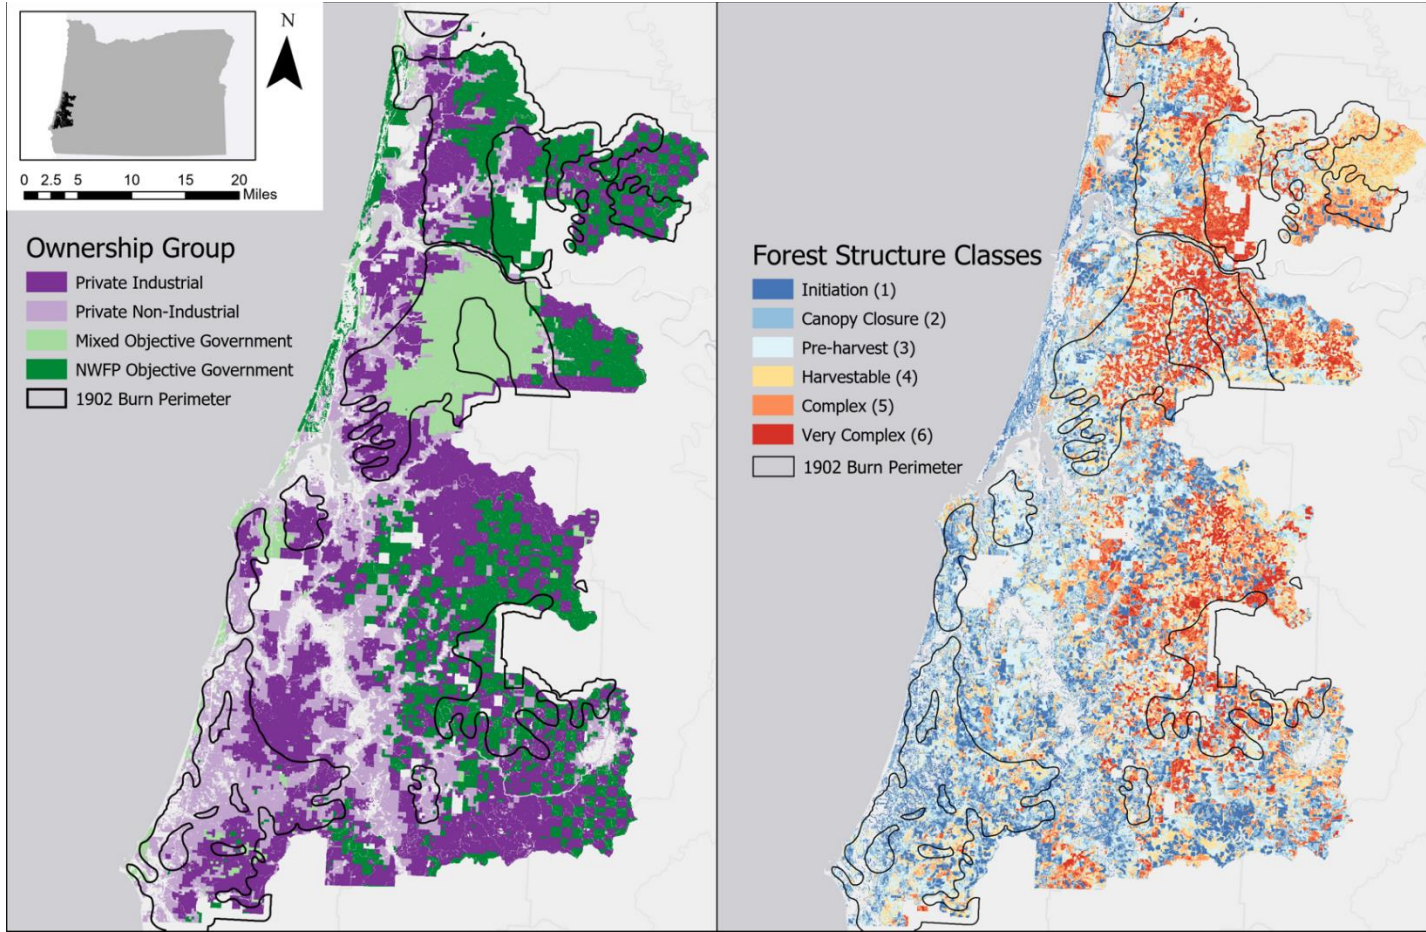 N
0 2.5 5 10 15 20
Miles
Ownership Group
Private Industrial
Private Non-Industrial
Mixed Objective Government
NWFP Objective Government
1902 Burn Perimeter
Forest Structure Classes
Initiation (1)
Canopy Closure (2)
Pre-harvest (3)
Harvestable (4)
Complex (5)
Very Complex (6)
1902 Burn Perimeter